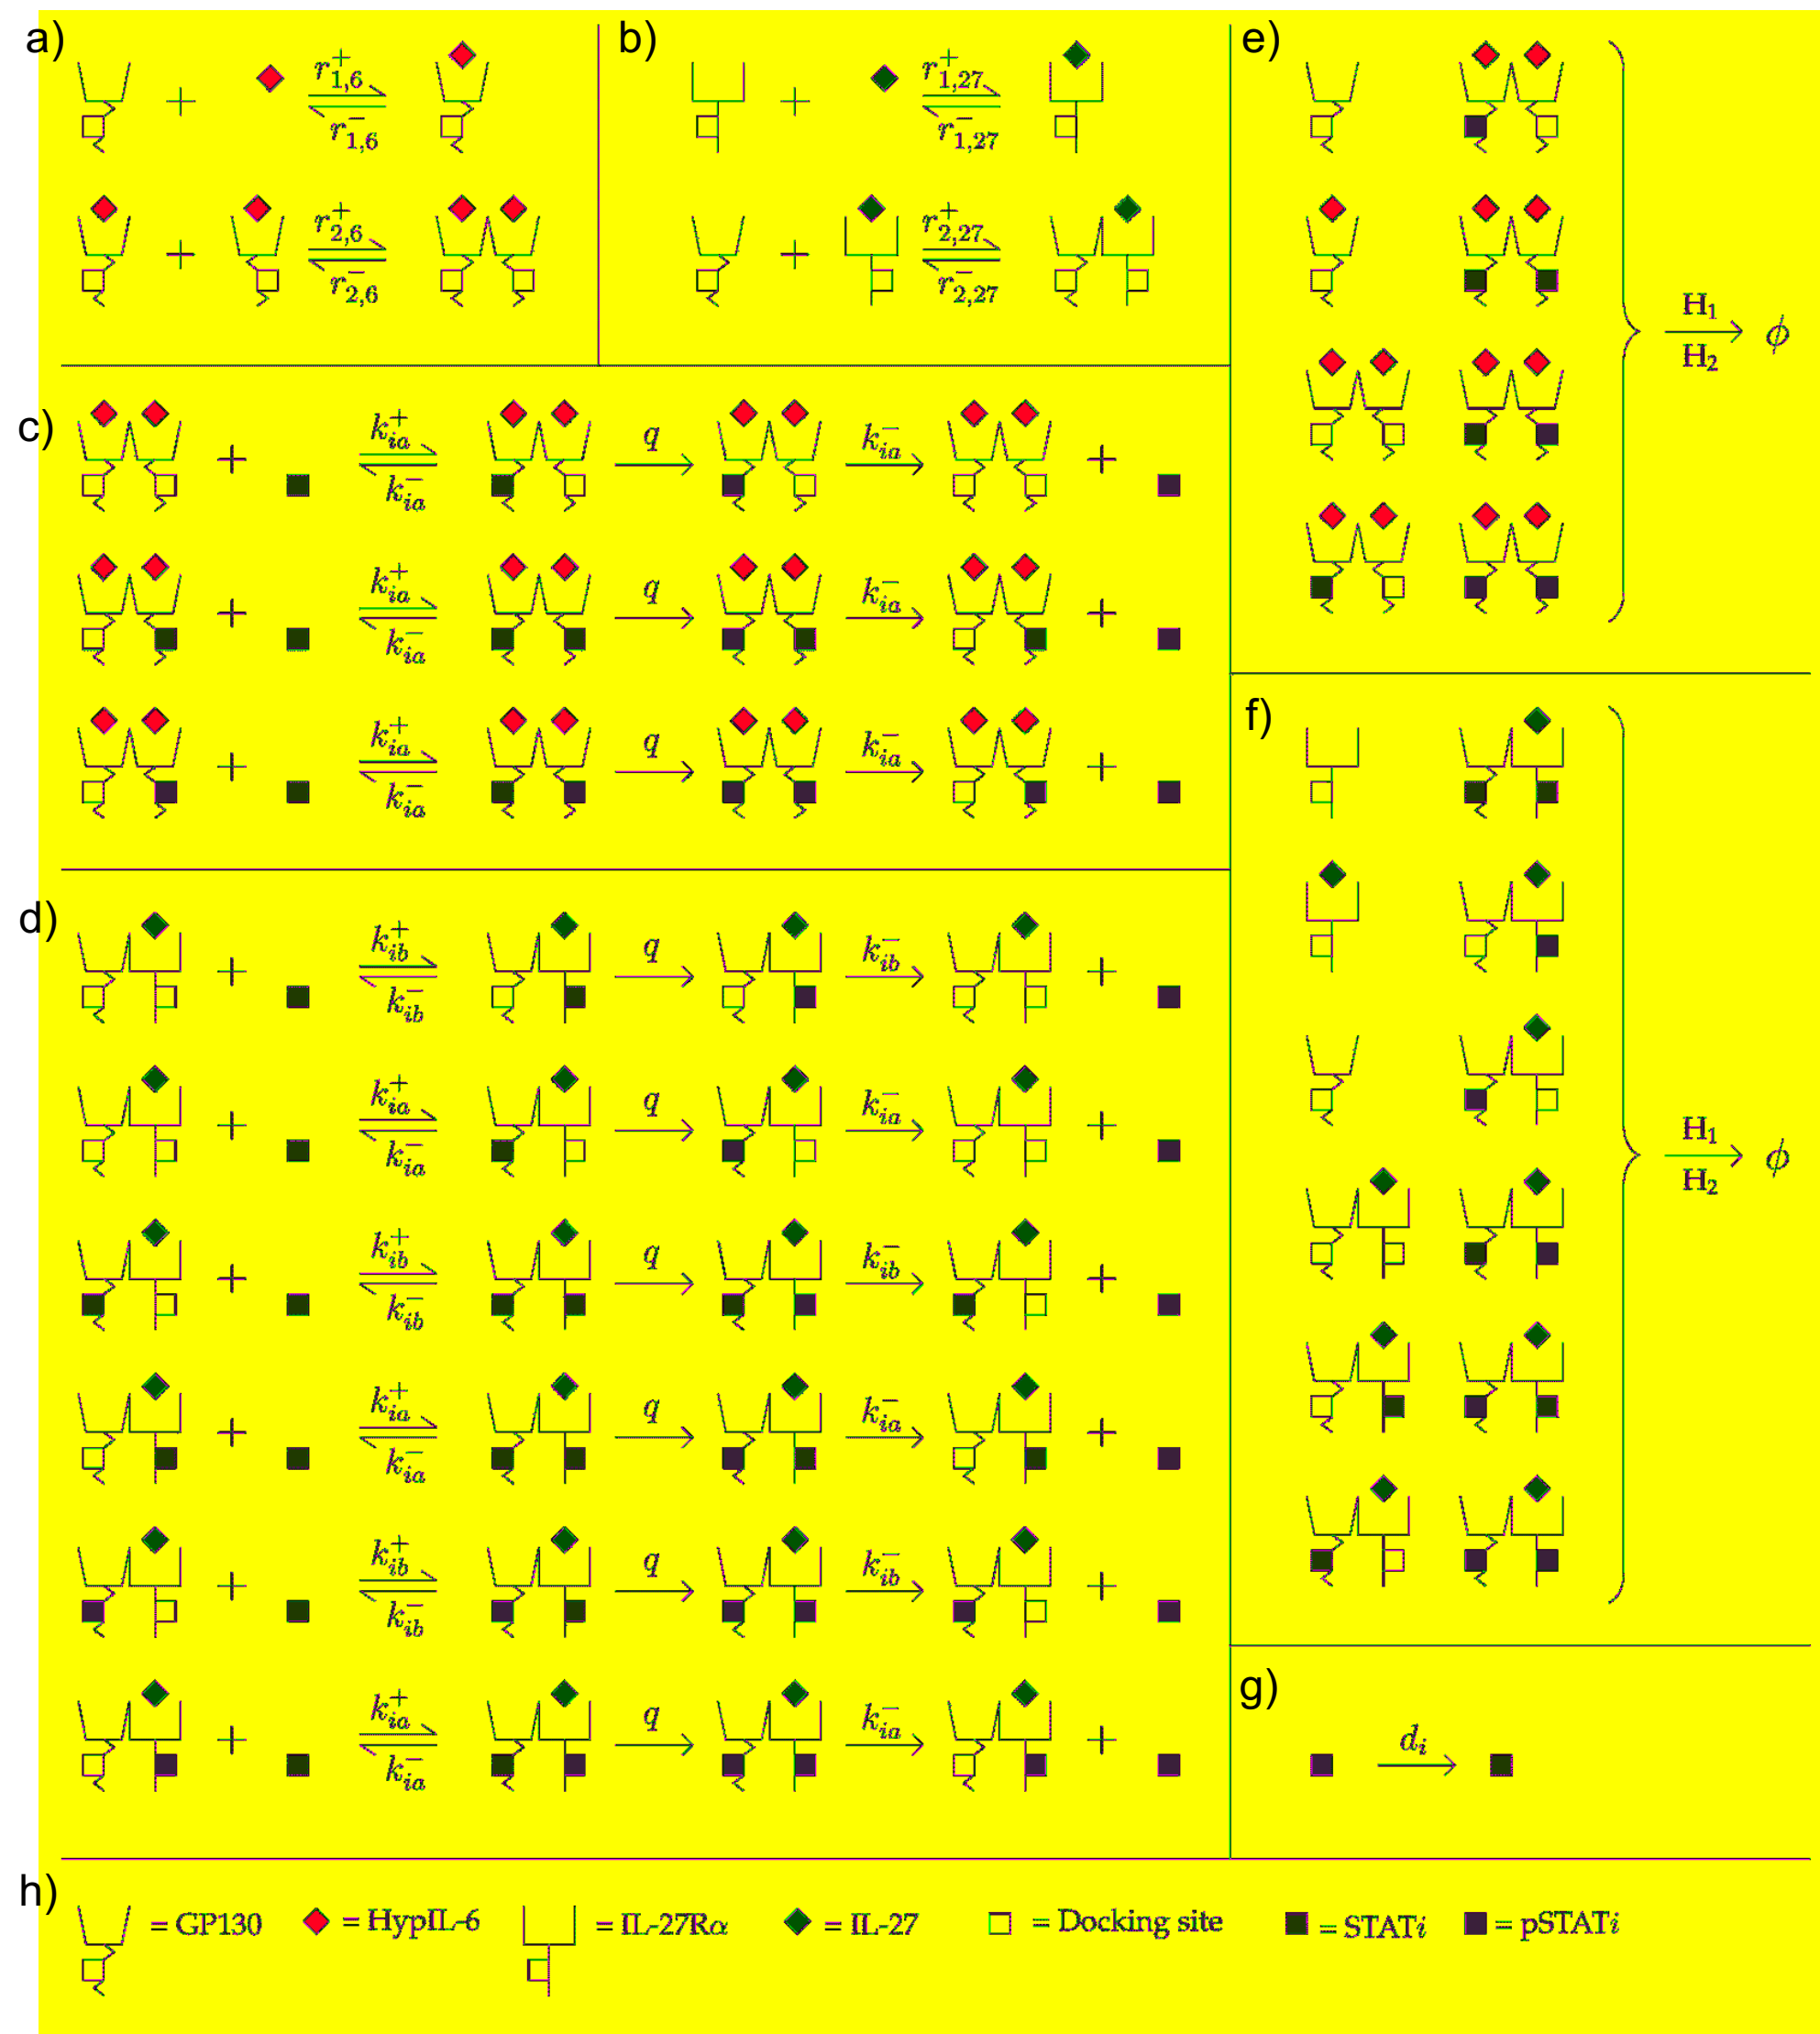 a)
r⁺₁,₆
r⁻₁,₆
r⁺₂,₆
r⁻₂,₆
b)
r⁺₁,₂₇
r⁻₁,₂₇
r⁺₂,₂₇
r⁻₂,₂₇
c)
+ k⁺ia q k⁻ia +
k⁻ia
+ k⁺ia q k⁻ia +
k⁻ia
+ k⁺ia q k⁻ia +
k⁻ia
d)
+ k⁺ib q k⁻ib +
k⁻ib
+ k⁺ia q k⁻ia +
k⁻ia
+ k⁺ib q k⁻ib +
k⁻ib
+ k⁺ia q k⁻ia +
k⁻ia
+ k⁺ib q k⁻ib +
k⁻ib
+ k⁺ia q k⁻ia +
k⁻ia
e)
H₁
H₂
ϕ
f)
H₁
H₂
ϕ
g)
dᵢ
h)
= GP130 = HypIL-6 = IL-27Rα = IL-27 = Docking site = STATi = pSTATi